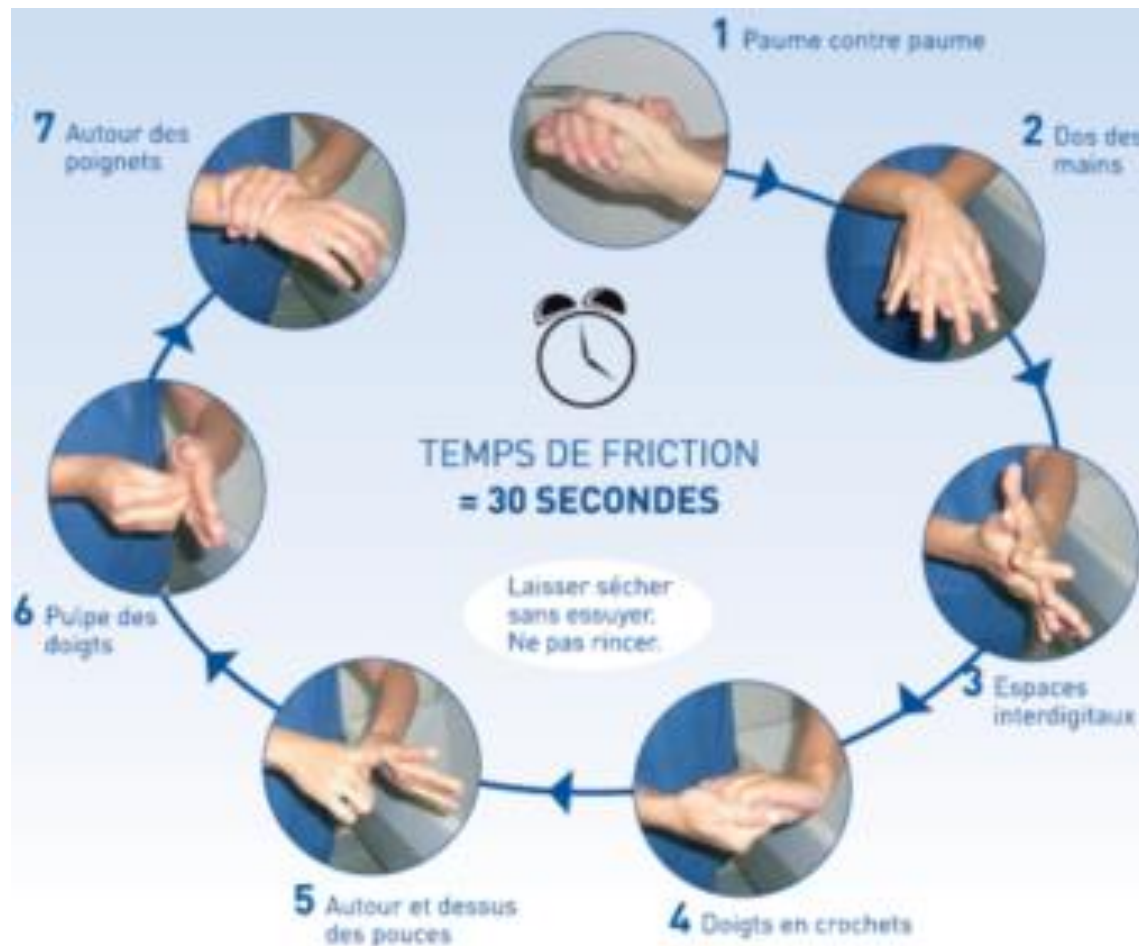 1 Paume contre paume
2 Dos des
mains
3 Espaces
interdigitaux
4 Doigts en crochets
5 Autour et dessus
des pouces
6 Pulpe des
doigts
7 Autour des
poignets
TEMPS DE FRICTION
= 30 SECONDES
Laisser sécher
sans essuyer.
Ne pas rincer.